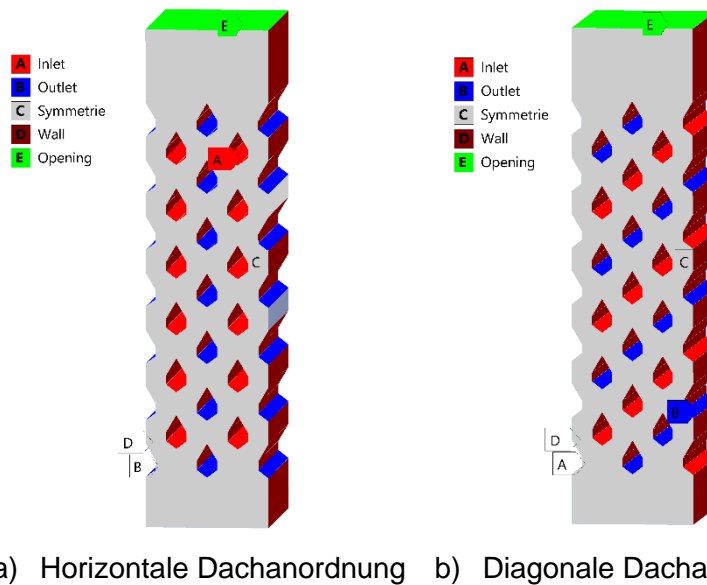 E
A Inlet
B Outlet
C Symmetrie
D Wall
E Opening
A
C
D
B
E
A Inlet
B Outlet
C Symmetrie
D Wall
E Opening
C
B
D
A
a) Horizontale Dachanordnung b) Diagonale Dacha